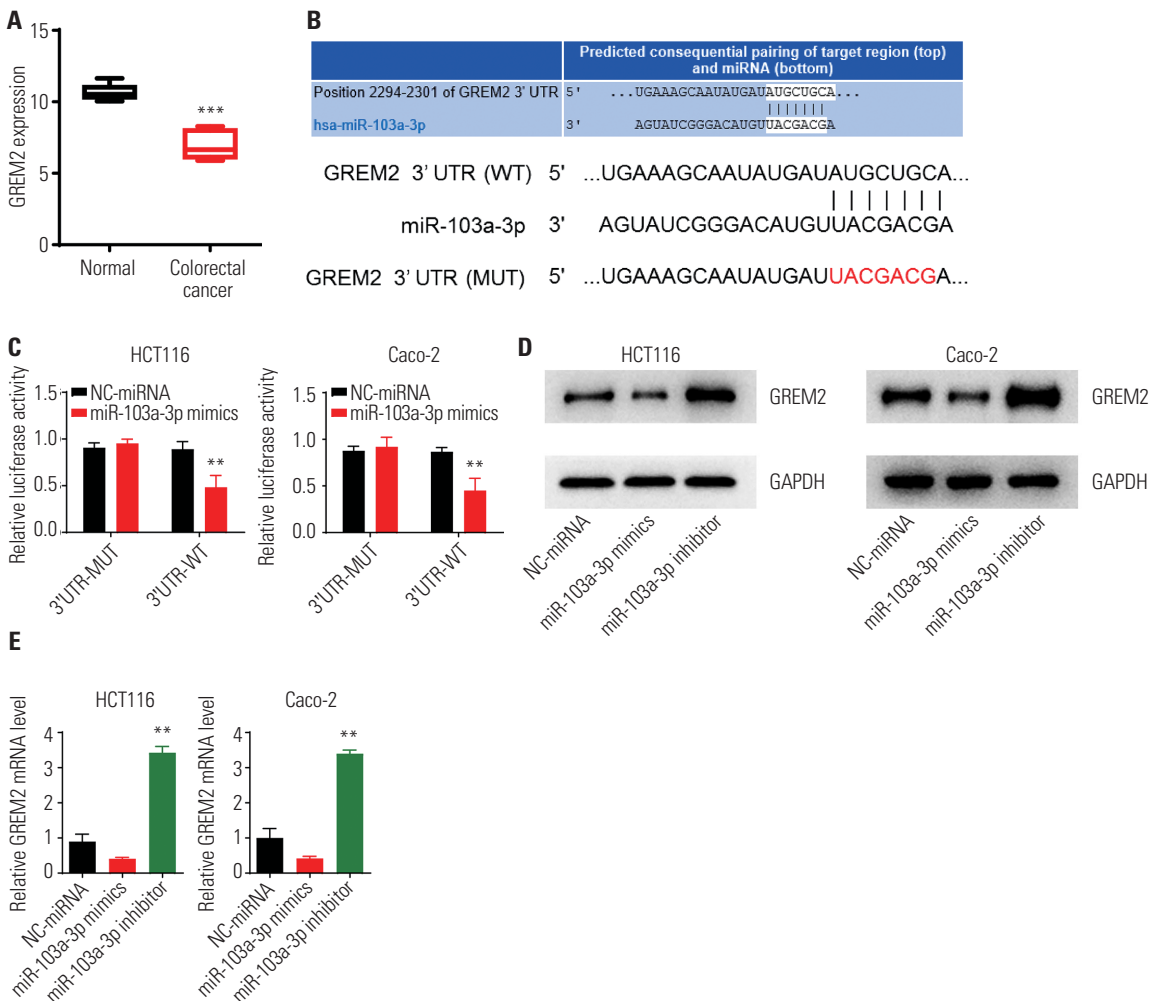 A
15
10
5
0
GREM2 expression
***
Normal
Colorectal
cancer
B
Predicted consequential pairing of target region (top)
and miRNA (bottom)
Position 2294-2301 of GREM2 3' UTR 5' ...UGAAAGCAAUAUGAUAUGCUGCA...
hsa-miR-103a-3p 3' AGUAUCGGGACAUGUUACGACGA
GREM2 3' UTR (WT) 5' ...UGAAAGCAAUAUGAUAUGCUGCA...
miR-103a-3p 3' AGUAUCGGGACAUGUUACGACGA
GREM2 3' UTR (MUT) 5' ...UGAAAGCAAUAUGAUUACGACGA...
C
HCT116
Relative luciferase activity
1.5
1.0
0.5
0.0
NC-miRNA
miR-103a-3p mimics
**
3'UTR-MUT
3'UTR-WT
Caco-2
Relative luciferase activity
1.5
1.0
0.5
0.0
NC-miRNA
miR-103a-3p mimics
**
3'UTR-MUT
3'UTR-WT
D
HCT116
GREM2
GAPDH
NC-miRNA
miR-103a-3p mimics
miR-103a-3p inhibitor
Caco-2
GREM2
GAPDH
NC-miRNA
miR-103a-3p mimics
miR-103a-3p inhibitor
E
HCT116
Relative GREM2 mRNA level
4
3
2
1
0
**
NC-miRNA
miR-103a-3p mimics
miR-103a-3p inhibitor
Caco-2
Relative GREM2 mRNA level
4
3
2
1
0
**
NC-miRNA
miR-103a-3p mimics
miR-103a-3p inhibitor